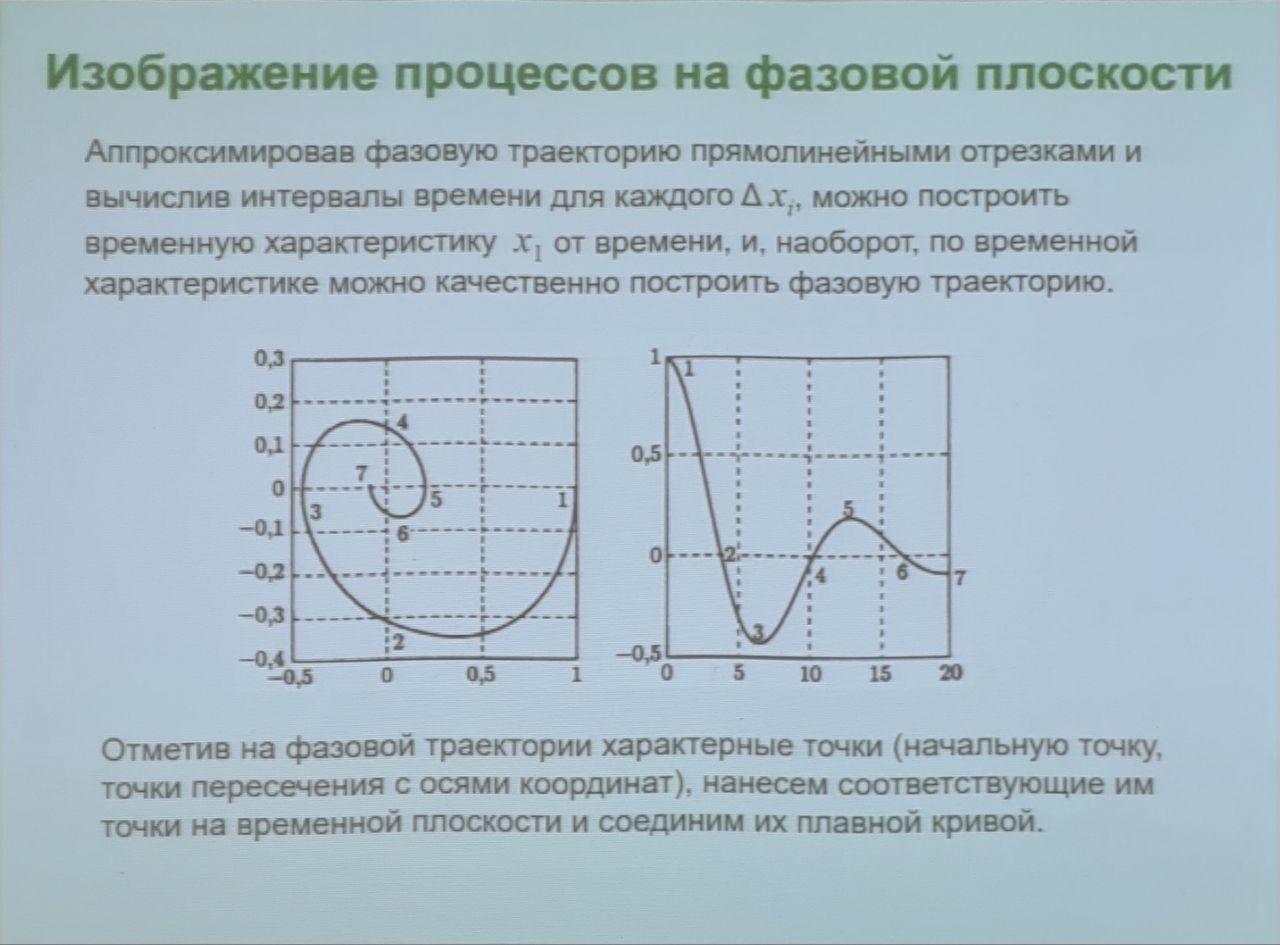 Изображение процессов на фазовой плоскости
Аппроксимировав фазовую траекторию прямолинейными отрезками и
вычислив интервалы времени для каждого Δ xᵢ, можно построить
временную характеристику x₁ от времени, и, наоборот, по временной
характеристике можно качественно построить фазовую траекторию.
0,3
0,2
0,1
0
−0,1
−0,2
−0,3
−0,4
−0,5 0 0,5 1
4
7
3
5
1
6
2
1
0,5
0
−0,5
0 5 10 15 20
1
5
2
4
6
7
3
Отметив на фазовой траектории характерные точки (начальную точку,
точки пересечения с осями координат), нанесем соответствующие им
точки на временной плоскости и соединим их плавной кривой.